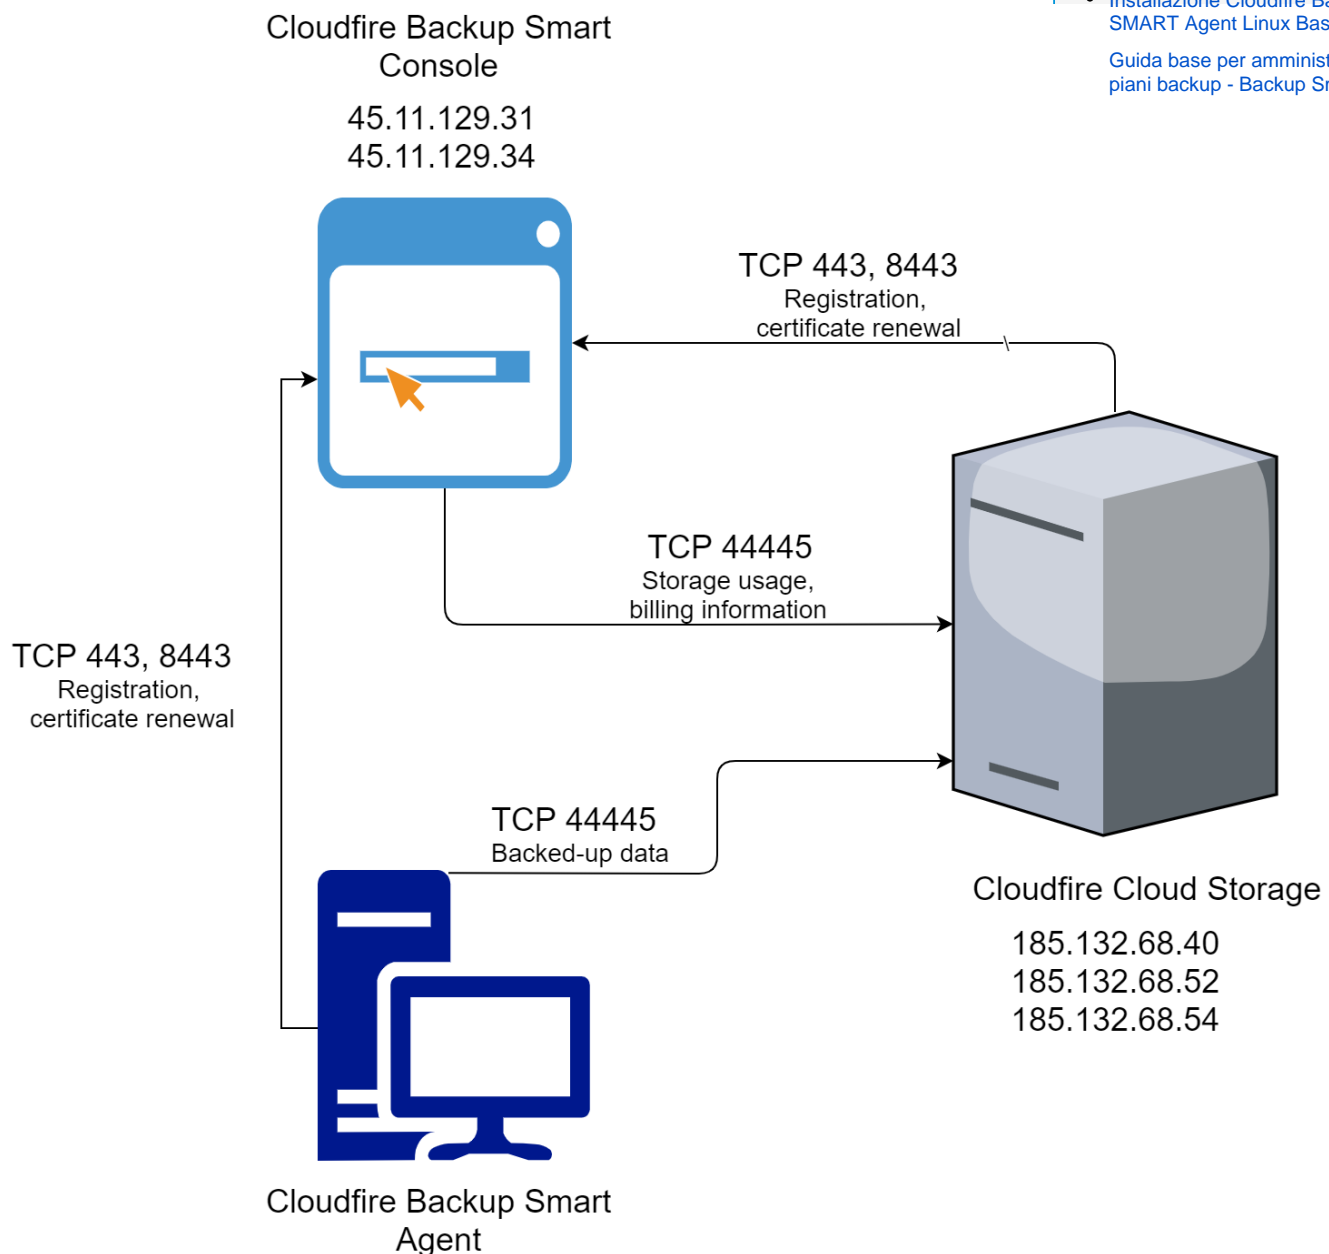 Installazione Cloudfire
SMART Agent Linux
Guida base per
piani backup - Backup
Cloudfire Backup Smart
Console
45.11.129.31
45.11.129.34
TCP 443, 8443
Registration,
certificate renewal
TCP 44445
Storage usage,
billing information
TCP 443, 8443
Registration,
certificate renewal
TCP 44445
Backed-up data
Cloudfire Cloud Storage
185.132.68.40
185.132.68.52
185.132.68.54
Cloudfire Backup Smart
Agent